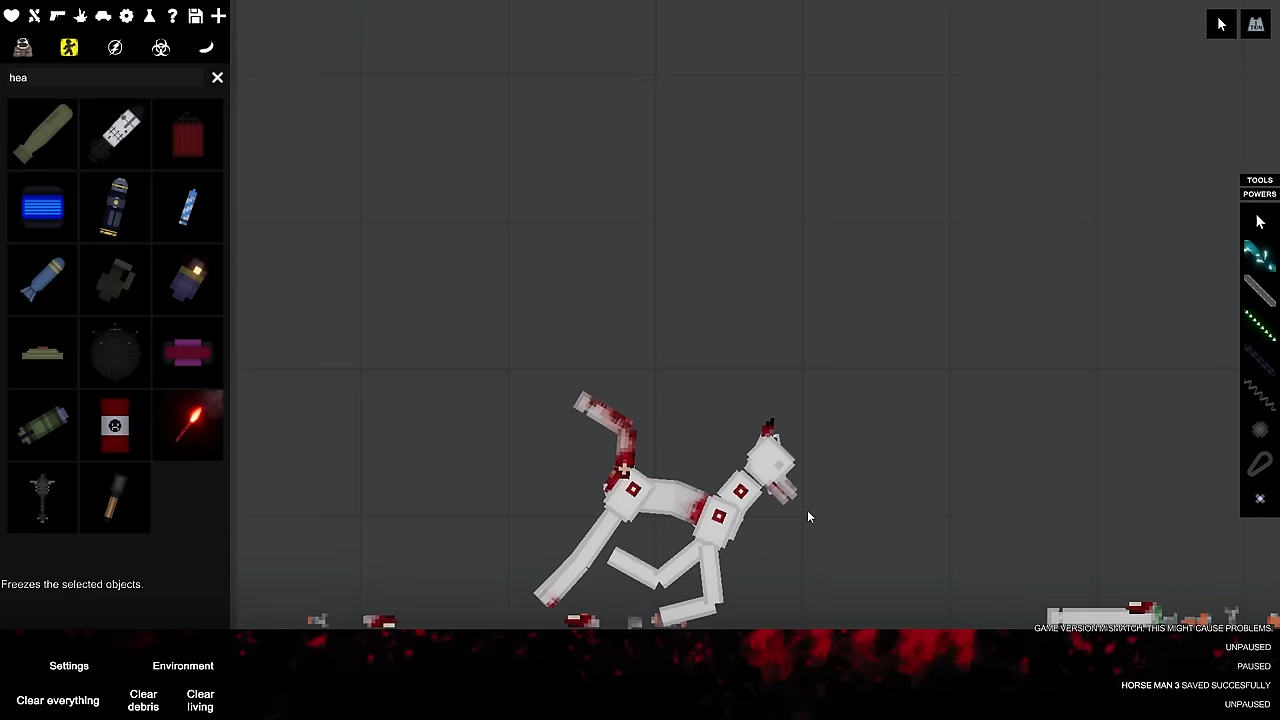 hea
TOOLS
POWERS
Freezes the selected objects.
GAME VERSION MISMATCH. THIS MIGHT CAUSE PROBLEMS.
UNPAUSED
PAUSED
HORSE MAN 3 SAVED SUCCESFULLY
UNPAUSED
Settings
Environment
Clear everything
Clear
debris
Clear
living